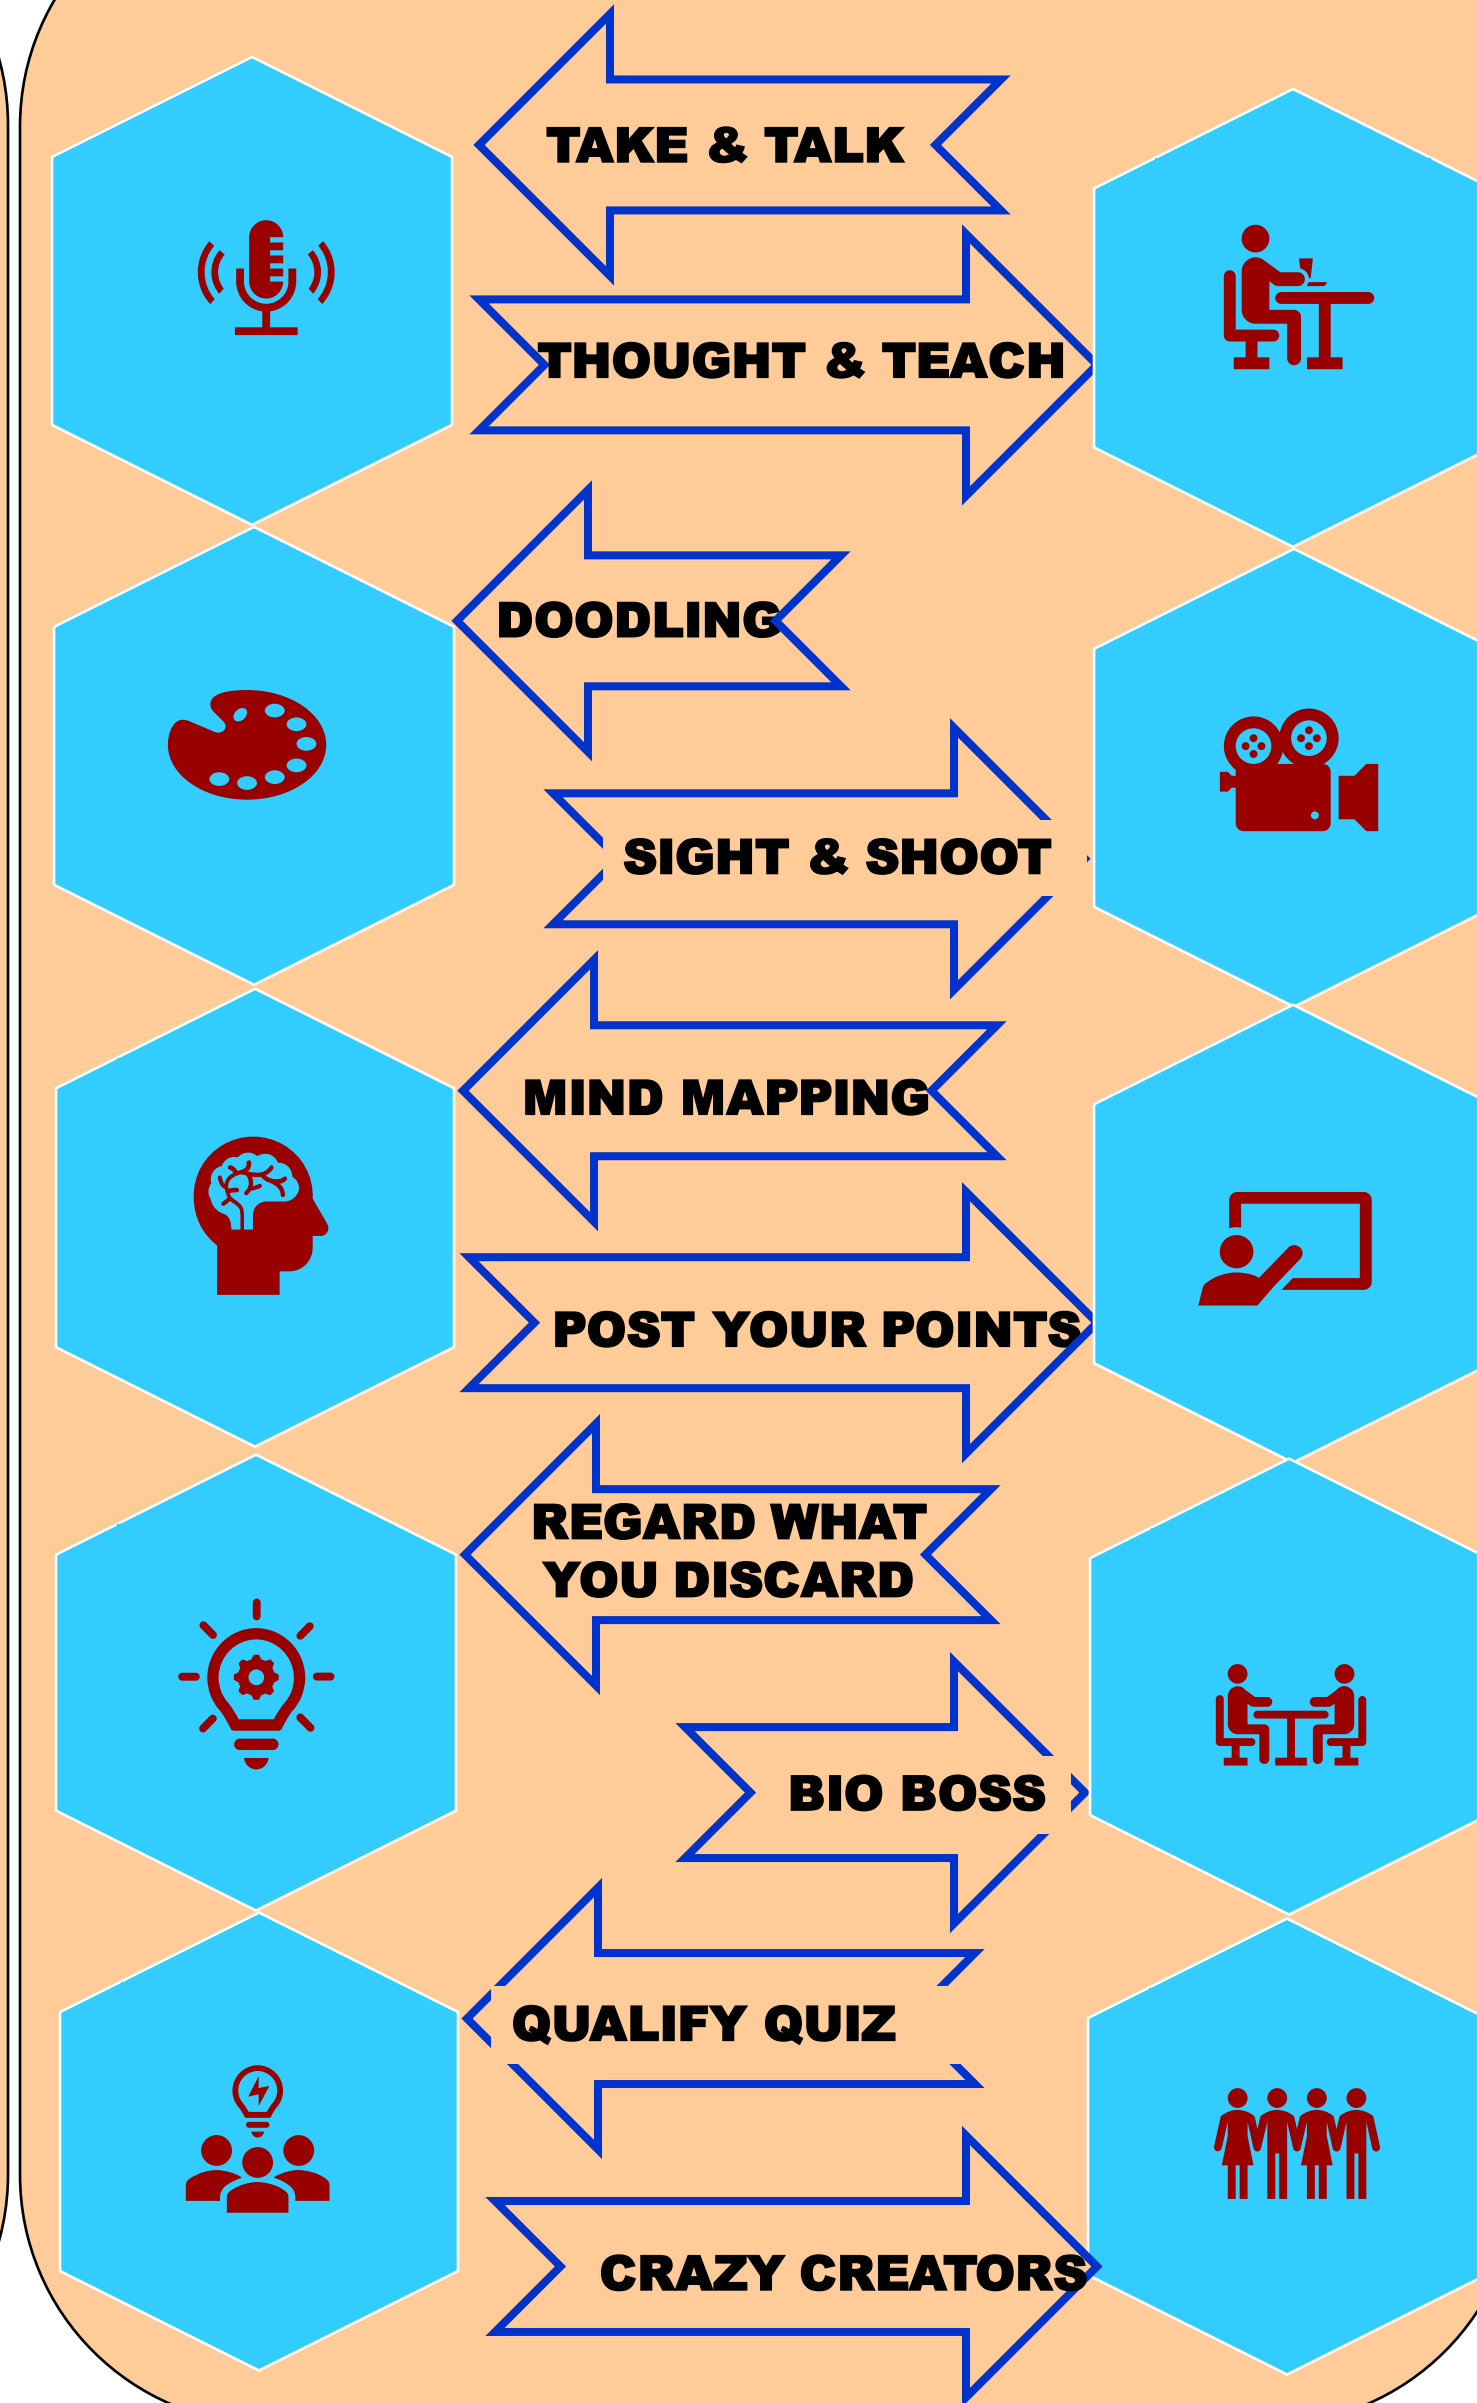 TAKE & TALK
THOUGHT & TEACH
DOODLING
SIGHT & SHOOT
MIND MAPPING
POST YOUR POINTS
REGARD WHAT
YOU DISCARD
BIO BOSS
QUALIFY QUIZ
CRAZY CREATORS